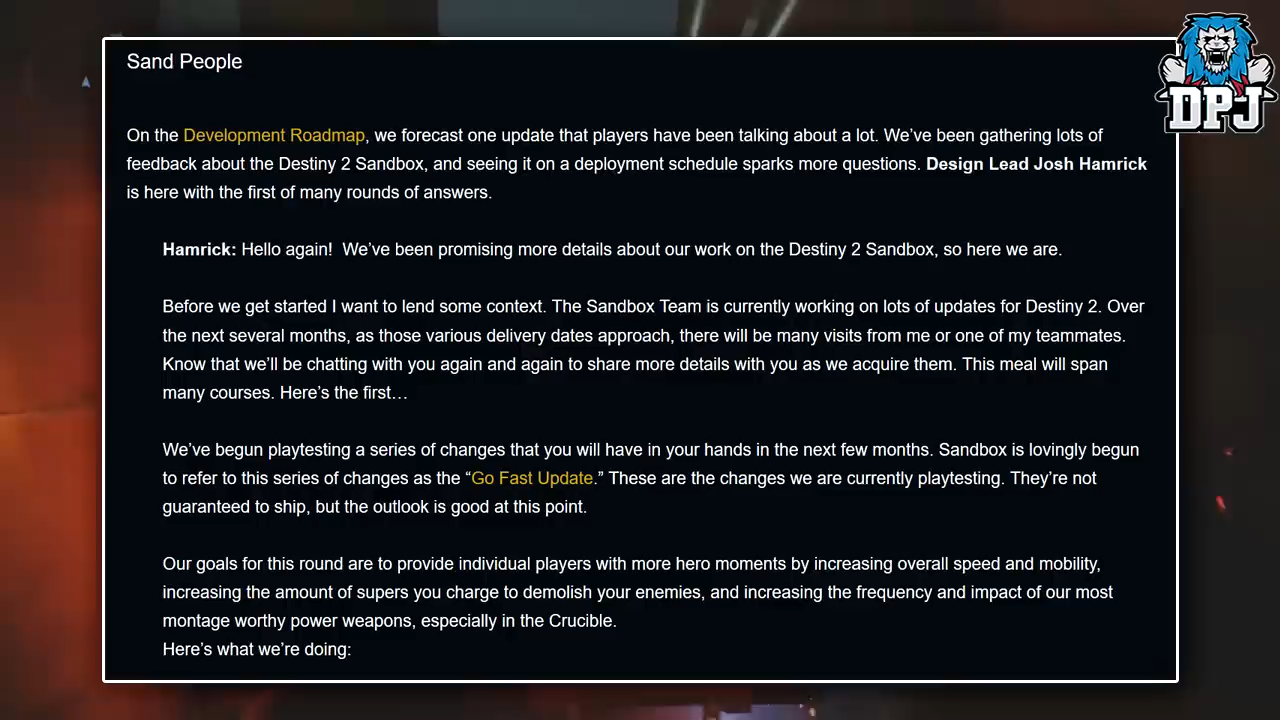 Sand People
DPJ
On the Development Roadmap, we forecast one update that players have been talking about a lot. We’ve been gathering lots of
feedback about the Destiny 2 Sandbox, and seeing it on a deployment schedule sparks more questions. Design Lead Josh Hamrick
is here with the first of many rounds of answers.
Hamrick: Hello again!  We’ve been promising more details about our work on the Destiny 2 Sandbox, so here we are.
Before we get started I want to lend some context. The Sandbox Team is currently working on lots of updates for Destiny 2. Over
the next several months, as those various delivery dates approach, there will be many visits from me or one of my teammates.
Know that we’ll be chatting with you again and again to share more details with you as we acquire them. This meal will span
many courses. Here’s the first…
We’ve begun playtesting a series of changes that you will have in your hands in the next few months. Sandbox is lovingly begun
to refer to this series of changes as the “Go Fast Update.” These are the changes we are currently playtesting. They’re not
guaranteed to ship, but the outlook is good at this point.
Our goals for this round are to provide individual players with more hero moments by increasing overall speed and mobility,
increasing the amount of supers you charge to demolish your enemies, and increasing the frequency and impact of our most
montage worthy power weapons, especially in the Crucible.
Here’s what we’re doing: